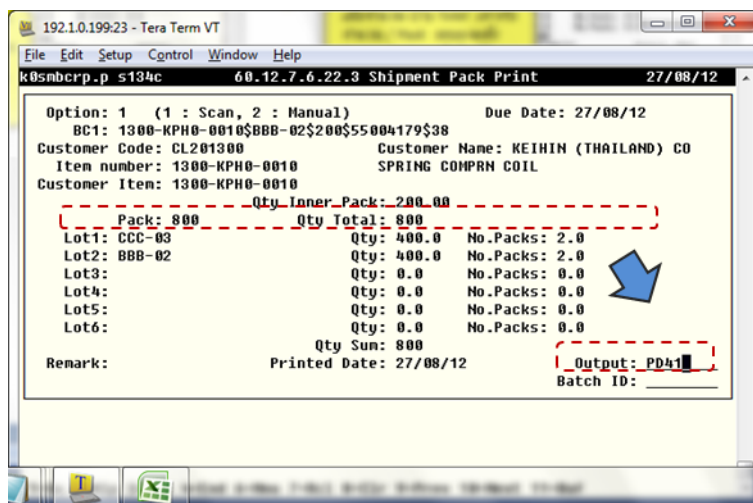 192.1.0.199:23 - Tera Term VT
File Edit Setup Control Window Help
k0smbcrp.p s134c 60.12.7.6.22.3 Shipment Pack Print 27/08/12
Option: 1 (1 : Scan, 2 : Manual) Due Date: 27/08/12
BC1: 1300-KPH0-0010$BBB-02$200$55004179$38
Customer Code: CL201300 Customer Name: KEIHIN (THAILAND) CO
Item number: 1300-KPH0-0010 SPRING COMPRN COIL
Customer Item: 1300-KPH0-0010
Qty Inner Pack: 200.00
Pack: 800 Qty Total: 800
Lot1: CCC-03 Qty: 400.0 No.Packs: 2.0
Lot2: BBB-02 Qty: 400.0 No.Packs: 2.0
Lot3: Qty: 0.0 No.Packs: 0.0
Lot4: Qty: 0.0 No.Packs: 0.0
Lot5: Qty: 0.0 No.Packs: 0.0
Lot6: Qty: 0.0 No.Packs: 0.0
Qty Sum: 800
Remark: Printed Date: 27/08/12 Output: PD41
Batch ID: